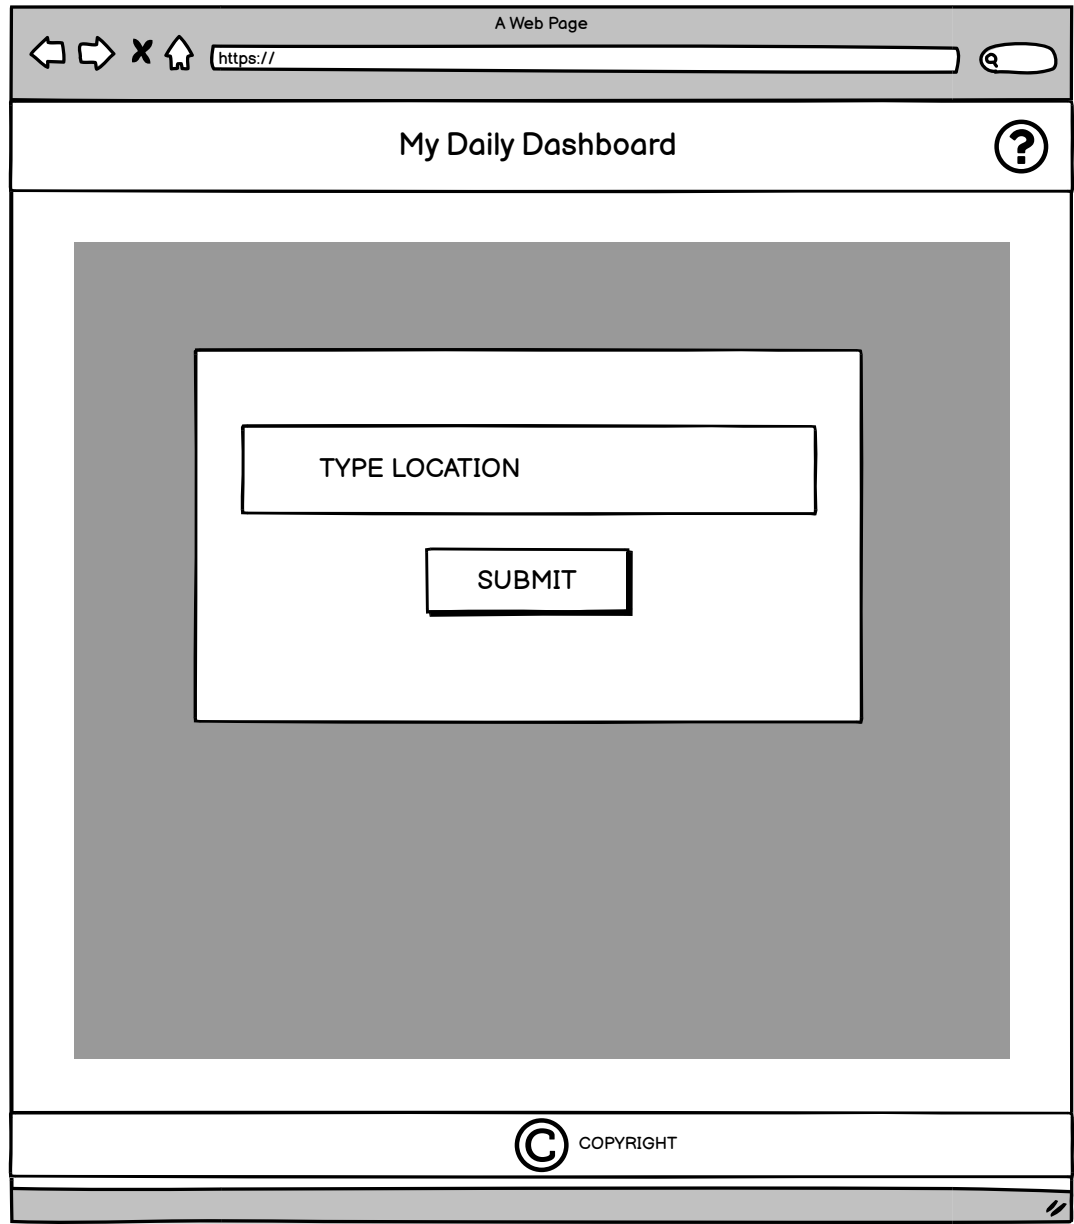 A Web Page
https://
My Daily Dashboard
?
TYPE LOCATION
SUBMIT
© COPYRIGHT